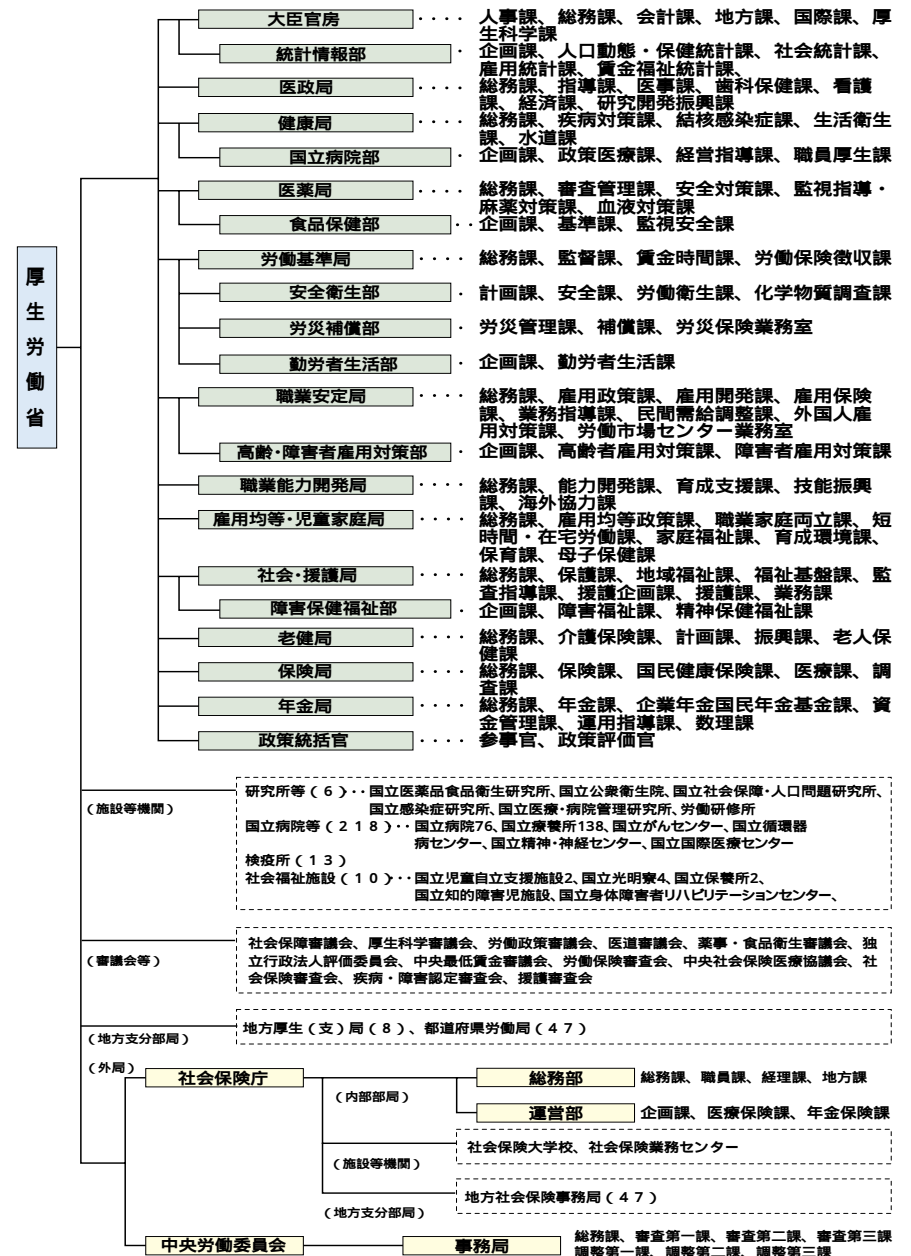 厚生労働省
大臣官房 ････ 人事課、総務課、会計課、地方課、国際課、厚
生科学課
統計情報部 ･ 企画課、人口動態・保健統計課、社会統計課、
雇用統計課、賃金福祉統計課、
医政局 ････ 総務課、指導課、医事課、歯科保健課、看護
課、経済課、研究開発振興課
健康局 ････ 総務課、疾病対策課、結核感染症課、生活衛生
課、水道課
国立病院部 ･ 企画課、政策医療課、経営指導課、職員厚生課
医薬局 ････ 総務課、審査管理課、安全対策課、監視指導・
麻薬対策課、血液対策課
食品保健部 ･･ 企画課、基準課、監視安全課
労働基準局 ････ 総務課、監督課、賃金時間課、労働保険徴収課
安全衛生部 ･ 計画課、安全課、労働衛生課、化学物質調査課
労災補償部 ･ 労災管理課、補償課、労災保険業務室
勤労者生活部 ･ 企画課、勤労者生活課
職業安定局 ････ 総務課、雇用政策課、雇用開発課、雇用保険
課、業務指導課、民間需給調整課、外国人雇
用対策課、労働市場センター業務室
高齢･障害者雇用対策部 ･ 企画課、高齢者雇用対策課、障害者雇用対策課
職業能力開発局 ････ 総務課、能力開発課、育成支援課、技能振興
課、海外協力課
雇用均等･児童家庭局 ････ 総務課、雇用均等政策課、職業家庭両立課、短
時間・在宅労働課、家庭福祉課、育成環境課、
保育課、母子保健課
社会･援護局 ････ 総務課、保護課、地域福祉課、福祉基盤課、監
査指導課、援護企画課、援護課、業務課
障害保健福祉部 ･ 企画課、障害福祉課、精神保健福祉課
老健局 ････ 総務課、介護保険課、計画課、振興課、老人保
健課
保険局 ････ 総務課、保険課、国民健康保険課、医療課、調
査課
年金局 ････ 総務課、年金課、企業年金国民年金基金課、資
金管理課、運用指導課、数理課
政策統括官 ････ 参事官、政策評価官
（施設等機関）
研究所等（６）･･国立医薬品食品衛生研究所、国立公衆衛生院、国立社会保障･人口問題研究所、
国立感染症研究所、国立医療･病院管理研究所、労働研修所
国立病院等（２１８）･･国立病院76、国立療養所138、国立がんセンター、国立循環器
病センター、国立精神･神経センター、国立国際医療センター
検疫所（１３）
社会福祉施設（１０）･･国立児童自立支援施設2、国立光明寮4、国立保養所2、
国立知的障害児施設、国立身体障害者リハビリテーションセンター、
（審議会等）
社会保障審議会、厚生科学審議会、労働政策審議会、医道審議会、薬事・食品衛生審議会、独
立行政法人評価委員会、中央最低賃金審議会、労働保険審査会、中央社会保険医療協議会、社
会保険審査会、疾病・障害認定審査会、援護審査会
（地方支分部局）
地方厚生（支）局（８）、都道府県労働局（４７）
（外局）
社会保険庁
（内部部局）
総務部 総務課、職員課、経理課、地方課
運営部 企画課、医療保険課、年金保険課
（施設等機関）
社会保険大学校、社会保険業務センター
（地方支分部局）
地方社会保険事務局（４７）
中央労働委員会 事務局 総務課、審査第一課、審査第二課、審査第三課
調整第一課、調整第二課、調整第三課